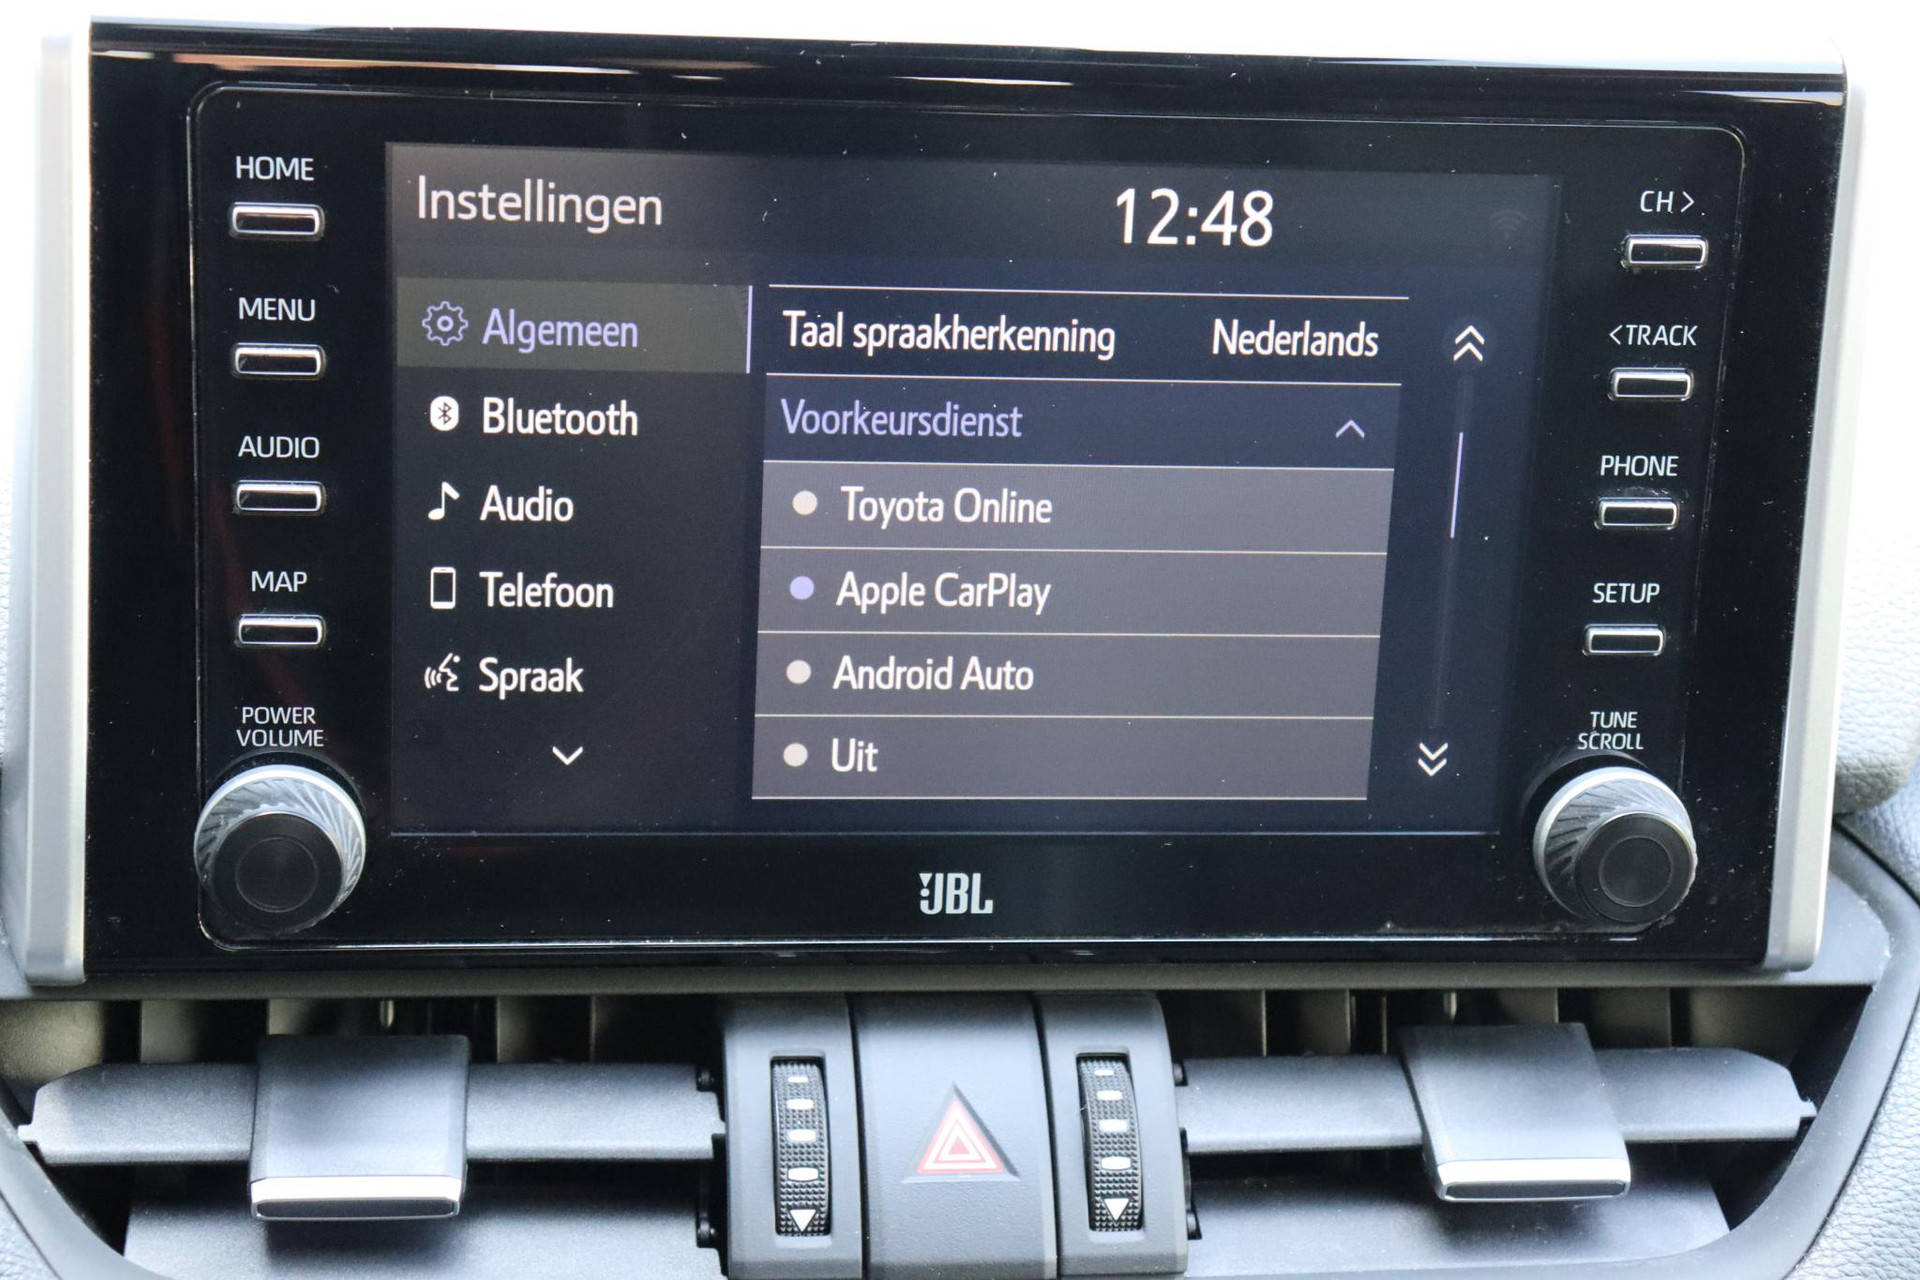 HOME
MENU
AUDIO
MAP
POWER
VOLUME
Instellingen
12:48
Algemeen
Bluetooth
Audio
Telefoon
Spraak
Taal spraakherkenning Nederlands
Voorkeursdienst
Toyota Online
Apple CarPlay
Android Auto
Uit
CH >
< TRACK
PHONE
SETUP
TUNE
SCROLL
JBL